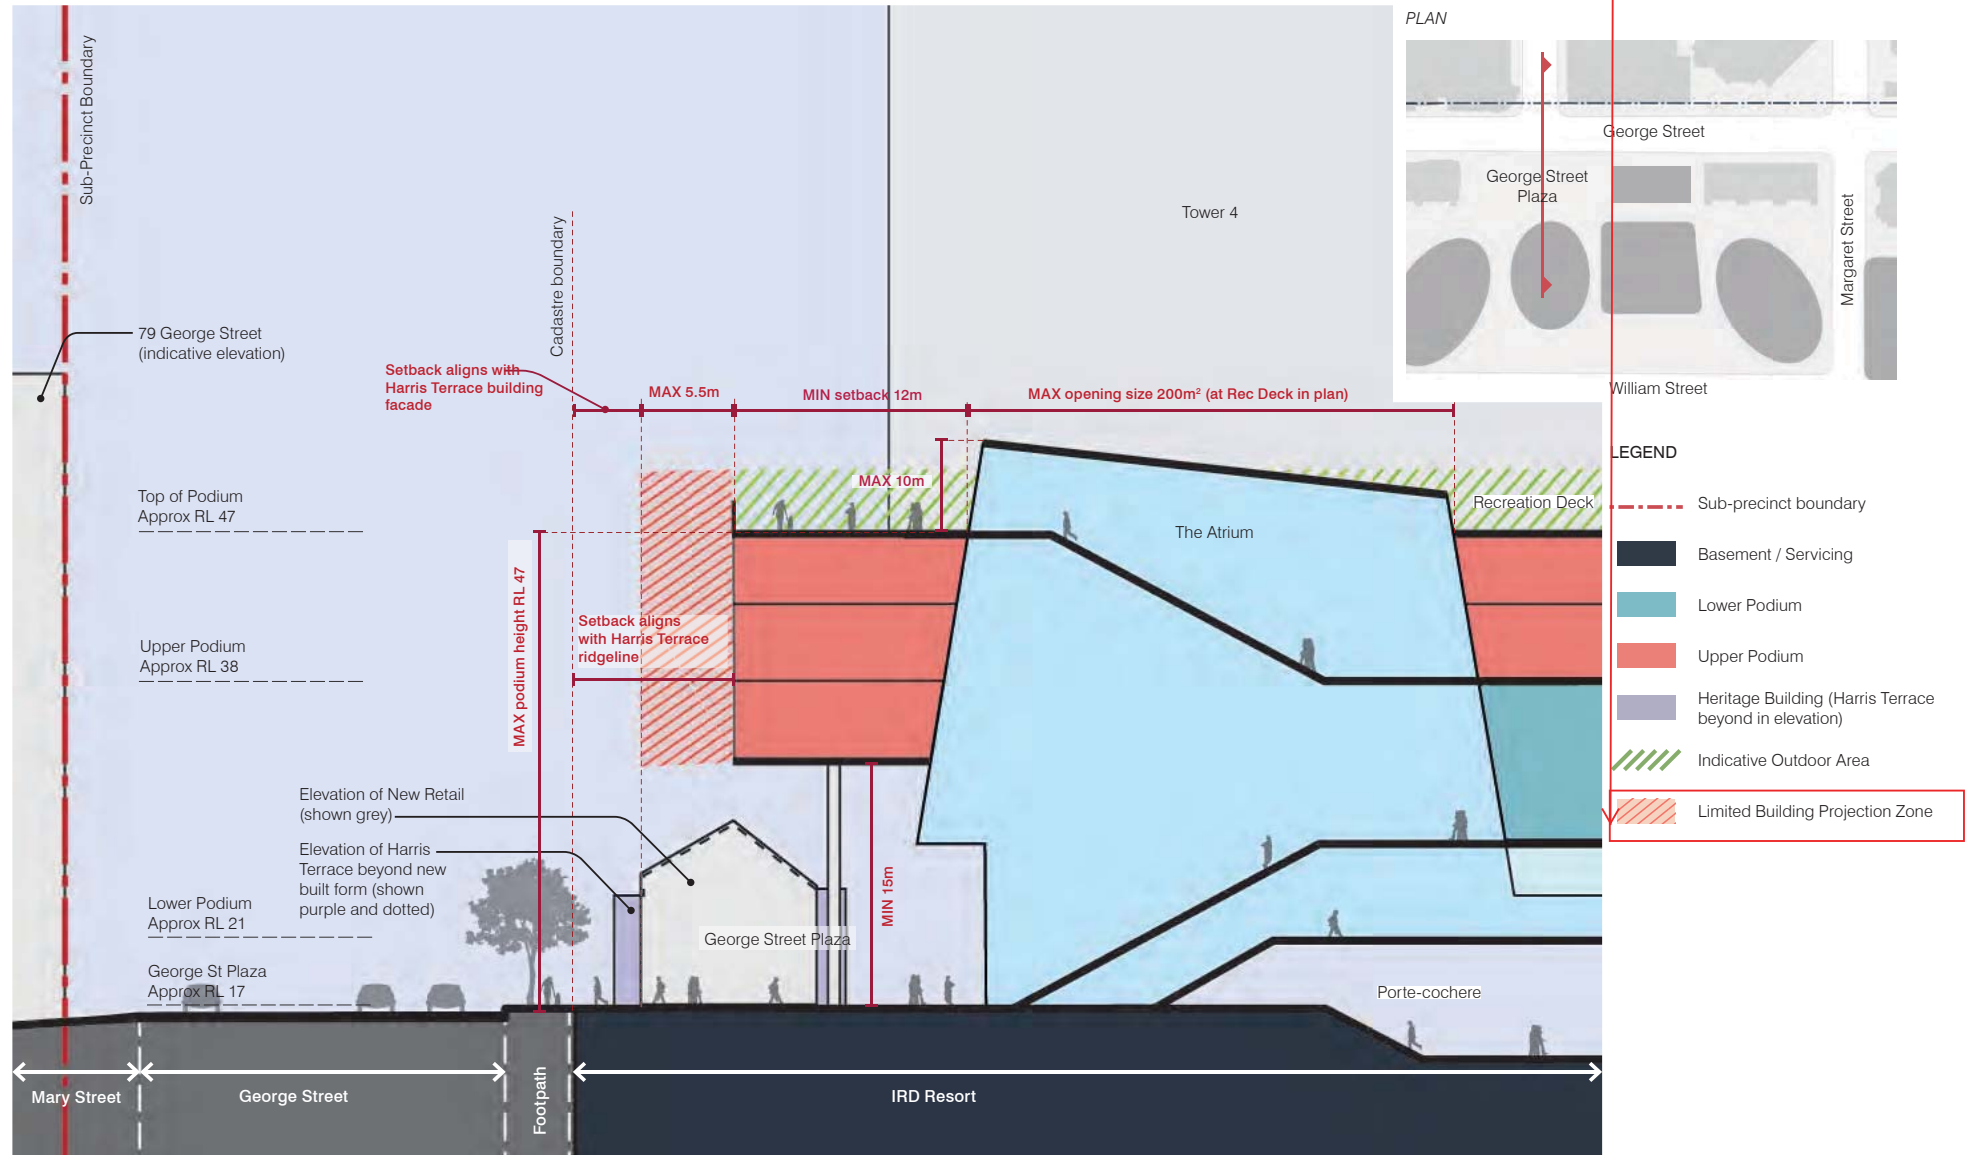 PLAN
George Street
George Street
Plaza
Margaret Street
William Street
Sub-Precinct Boundary
Cadastre boundary
Tower 4
79 George Street
(indicative elevation)
Setback aligns with
Harris Terrace building
facade
MAX 5.5m
MIN setback 12m
MAX opening size 200m² (at Rec Deck in plan)
MAX 10m
Recreation Deck
The Atrium
Top of Podium
Approx RL 47
MAX podium height RL 47
Setback aligns
with Harris Terrace
ridgeline
Upper Podium
Approx RL 38
Elevation of New Retail
(shown grey)
Elevation of Harris
Terrace beyond new
built form (shown
purple and dotted)
MIN 15m
Lower Podium
Approx RL 21
George Street Plaza
George St Plaza
Approx RL 17
Porte-cochere
Mary Street
George Street
Footpath
IRD Resort
LEGEND
Sub-precinct boundary
Basement / Servicing
Lower Podium
Upper Podium
Heritage Building (Harris Terrace
beyond in elevation)
Indicative Outdoor Area
Limited Building Projection Zone